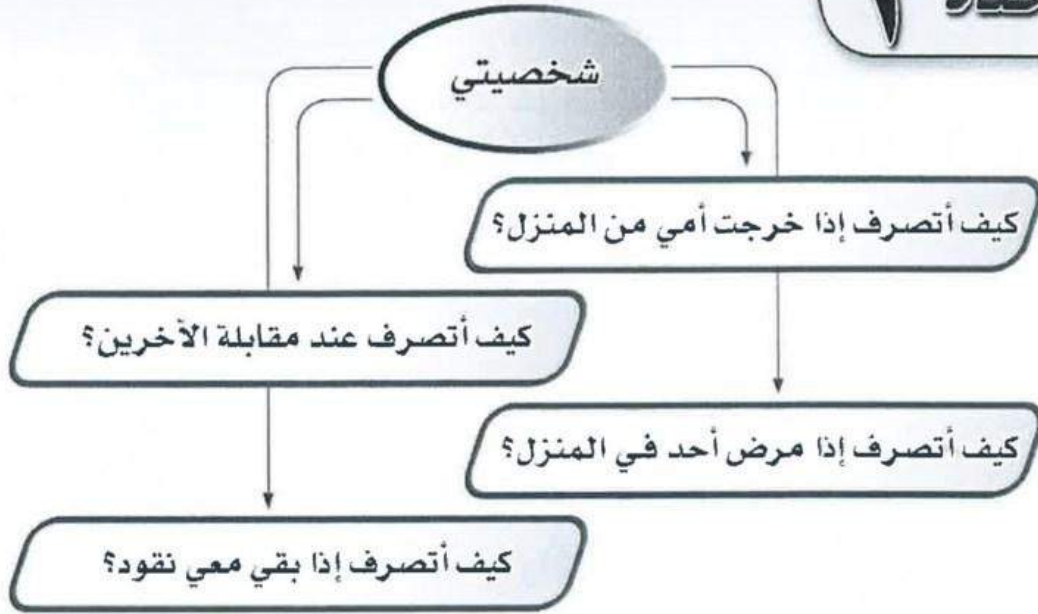 شخصيتي
كيف أتصرف إذا خرجت أمي من المنزل؟
كيف أتصرف عند مقابلة الآخرين؟
كيف أتصرف إذا مرض أحد في المنزل؟
كيف أتصرف إذا بقي معي نقود؟